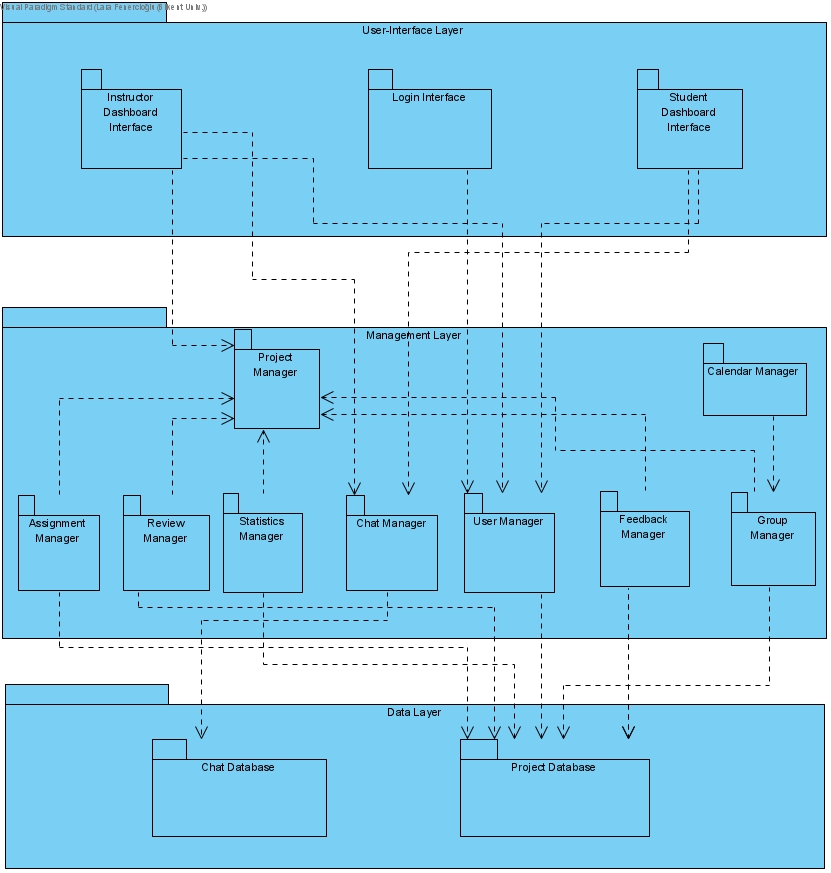 Visual Paradigm Standard (Lara Fenercioğlu(Bilkent Univ.))
User-Interface Layer
Instructor
Dashboard
Interface
Login Interface
Student
Dashboard
Interface
Management Layer
Project
Manager
Calendar Manager
Assignment
Manager
Review
Manager
Statistics
Manager
Chat Manager
User Manager
Feedback
Manager
Group
Manager
Data Layer
Chat Database
Project Database